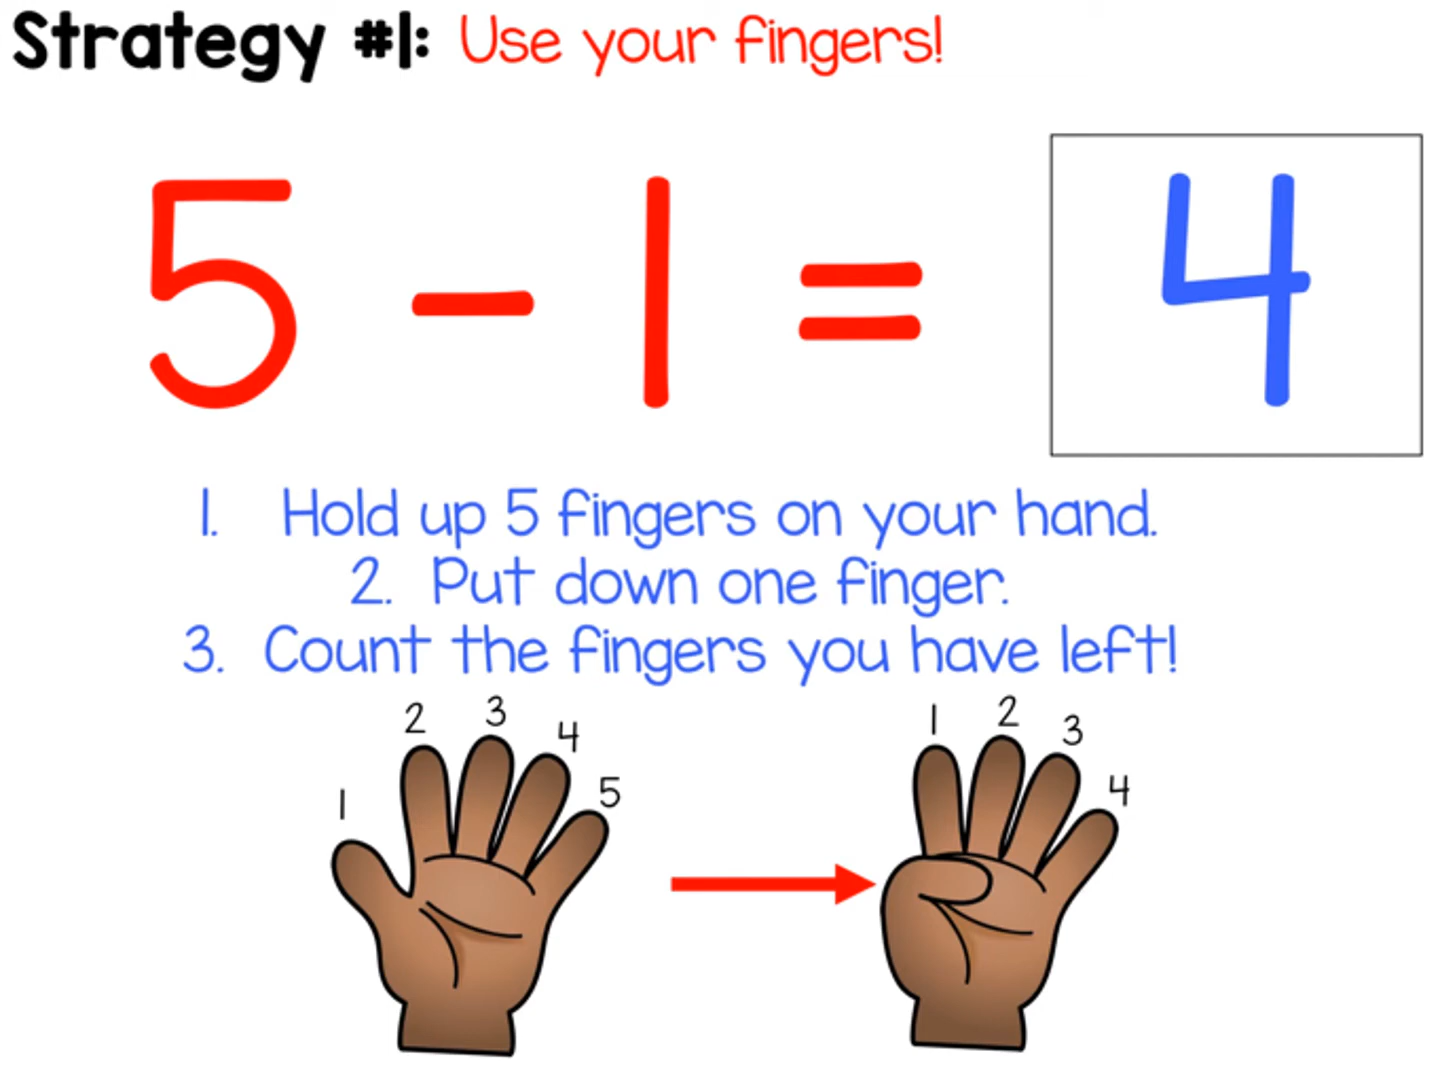 Strategy #1: Use your fingers!
5 - 1 = 4
1. Hold up 5 fingers on your hand.
2. Put down one finger.
3. Count the fingers you have left!
1 2 3 4 5
1 2 3 4